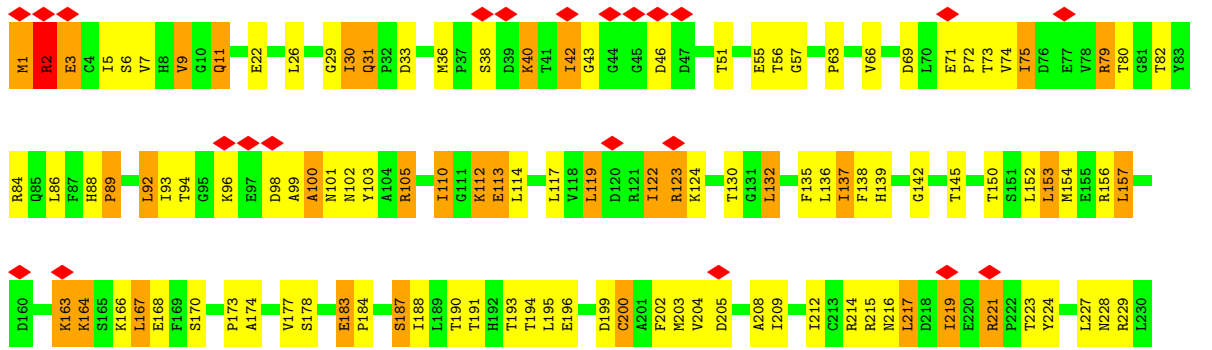 M1 R2 E3 C4 I5 S6 V7 H8 V9 G10 Q11 E22 L26 G29 I30 Q31 P32 D33 M36 P37 S38 D39 K40 T41 I42 G43 G44 G45 D46 D47 T51 E55 T56 G57 P63 V66 D69 L70 E71 P72 T73 V74 I75 D76 E77 V78 R79 T80 G81 T82 Y83
R84 Q85 L86 F87 H88 P89 L92 I93 T94 G95 K96 E97 D98 A99 A100 N101 N102 Y103 A104 R105 I110 G111 K112 E113 L114 L117 V118 L119 D120 R121 I122 R123 K124 T130 G131 L132 F135 L136 I137 F138 H139 G142 T145 T150 S151 L152 L153 M154 E155 R156 L157
D160 K163 K164 S165 K166 L167 E168 F169 S170 P173 A174 V177 S178 E183 P184 S187 I188 L189 T190 T191 H192 T193 T194 L195 E196 D199 C200 A201 F202 M203 V204 D205 A208 I209 I212 C213 R214 R215 N216 L217 D218 I219 E220 R221 P222 T223 Y224 L227 N228 R229 L230